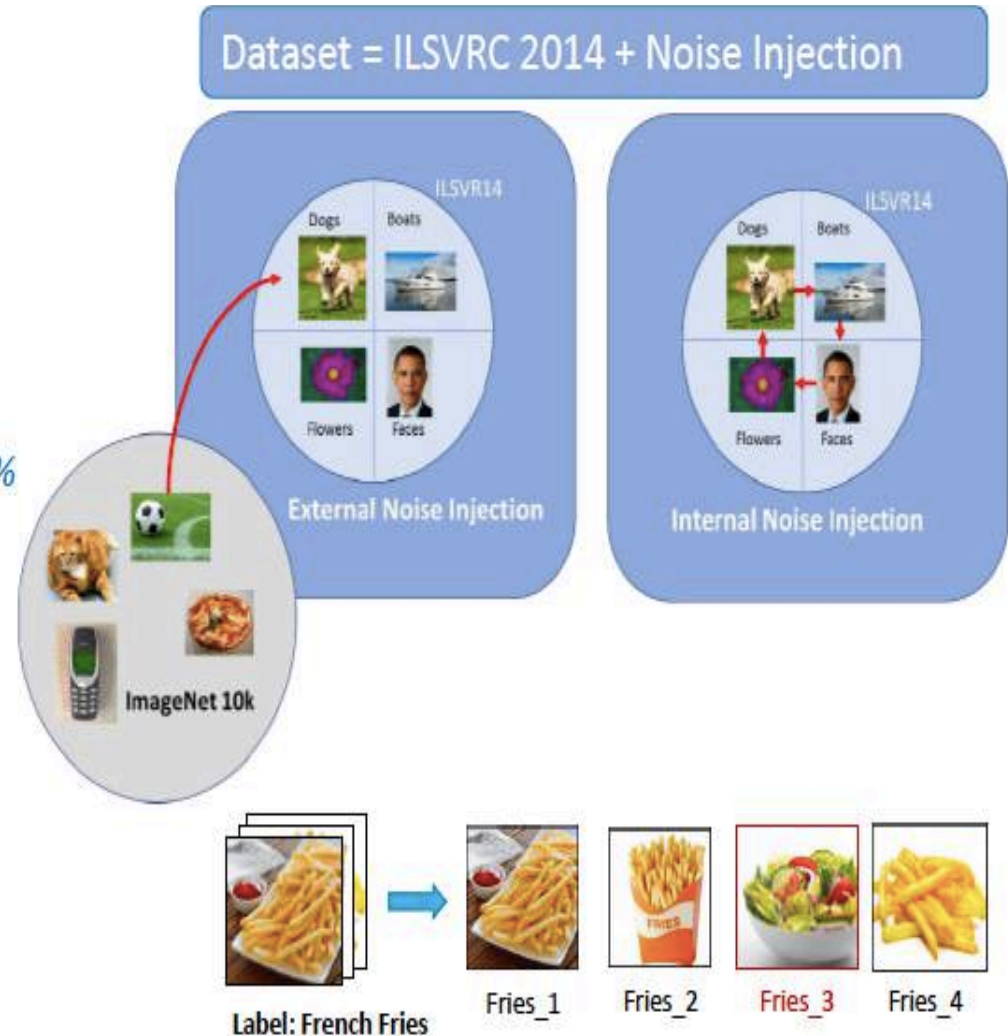 Dataset = ILSVRC 2014 + Noise Injection
ILSVR14
Dogs
Boats
Flowers
Faces
External Noise Injection
ILSVR14
Dogs
Boats
Flowers
Faces
Internal Noise Injection
%
ImageNet 10k
FRIES
Label: French Fries
Fries_1
Fries_2
Fries_3
Fries_4